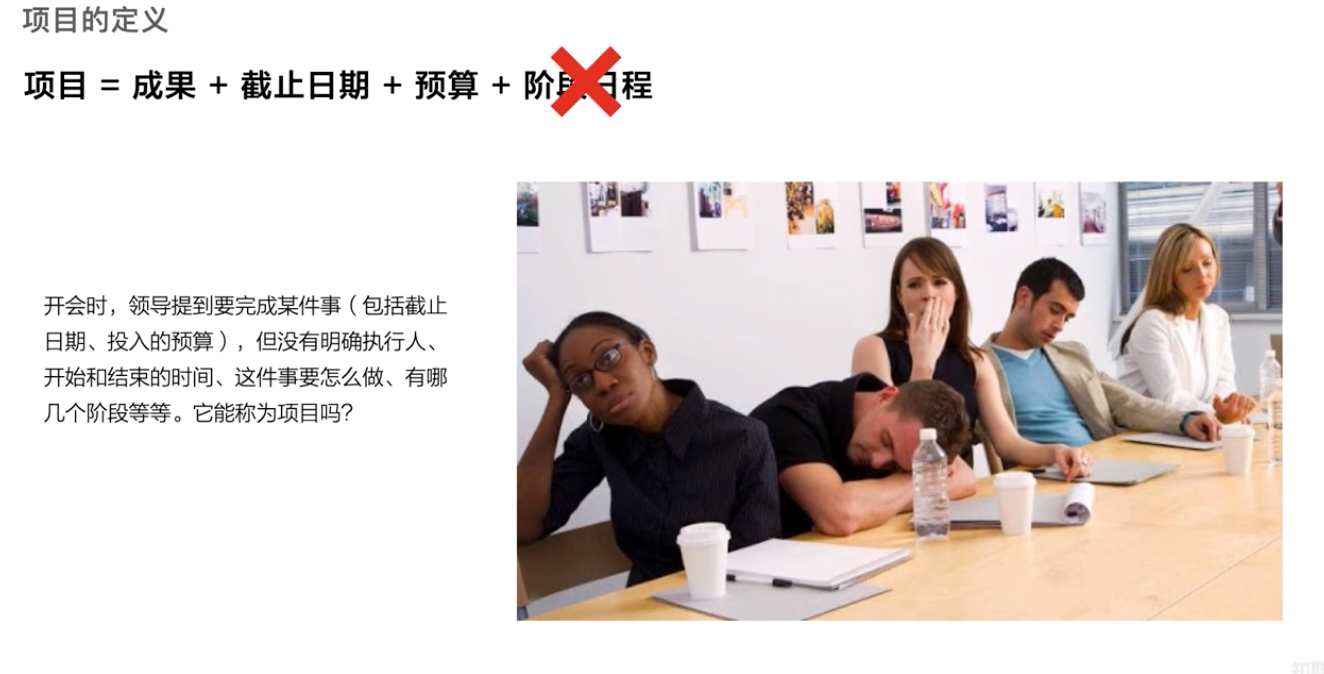 项目的定义
项目 = 成果 + 截止日期 + 预算 + 阶段日程
开会时，领导提到要完成某件事（包括截止
日期、投入的预算），但没有明确执行人、
开始和结束的时间、这件事要怎么做、有哪
几个阶段等等。它能称为项目吗？